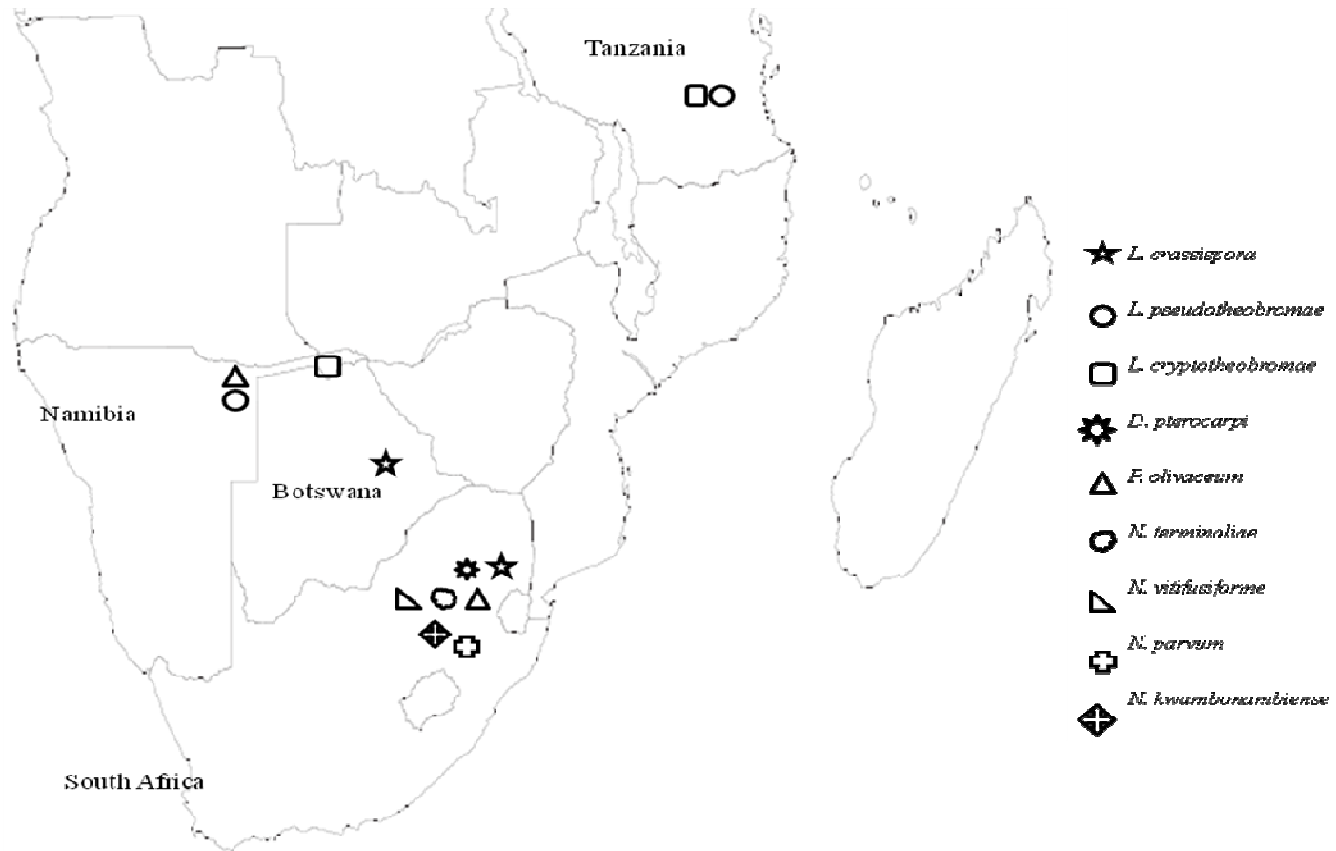 Tanzania
Namibia
Botswana
South Africa
L. crassispora
L. pseudotheobromae
L. cryptotheobromae
D. pterocarpi
F. olivaceum
N. terminaliae
N. vitifusiforme
N. parvum
N. kwambonambiense